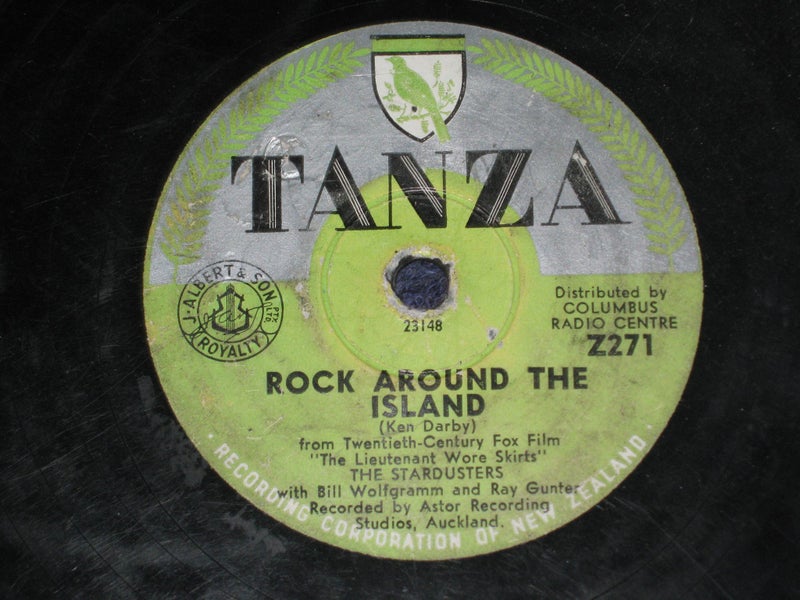 TANZA
J. ALBERT & SON PTY LTD
ROYALTY
23148
Distributed by
COLUMBUS
RADIO CENTRE
Z271
ROCK AROUND THE
ISLAND
(Ken Darby)
from Twentieth-Century Fox Film
"The Lieutenant Wore Skirts"
THE STARDUSTERS
with Bill Wolfgramm and Ray Gunter
Recorded by Astor Recording
Studios, Auckland.
· RECORDING CORPORATION OF NEW ZEALAND ·